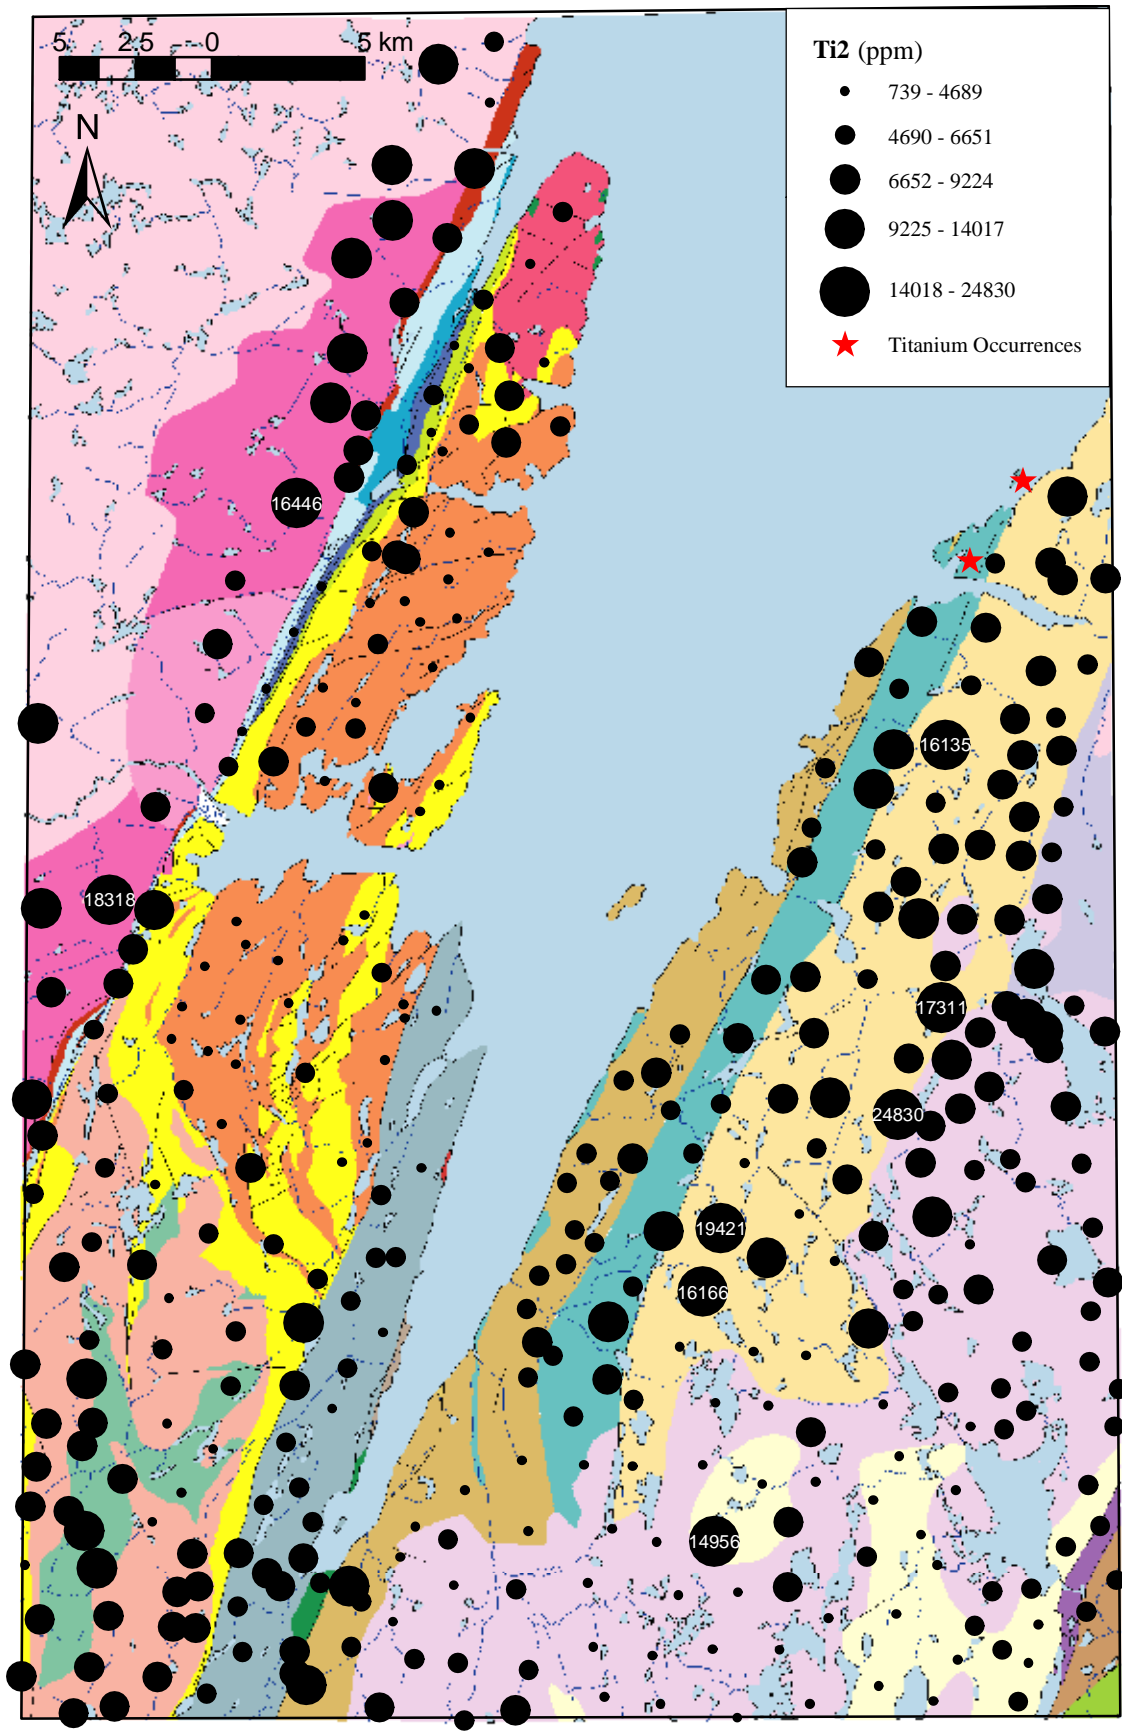 5 2.5 0 5 km
N
Ti2 (ppm)
739 - 4689
4690 - 6651
6652 - 9224
9225 - 14017
14018 - 24830
Titanium Occurrences
16446
16135
18318
17311
24830
19421
16166
14956